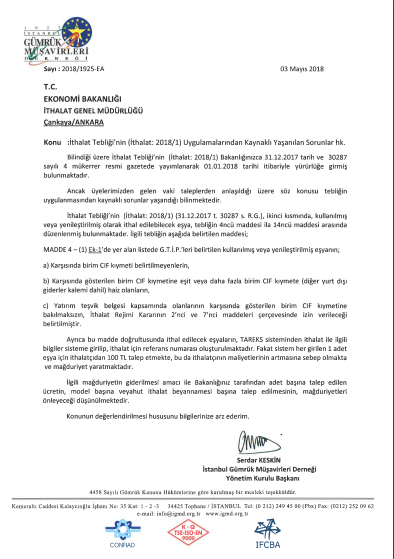 1957
İSTANBUL
GÜMRÜK
MÜŞAVİRLERİ
DERNEĞİ
Sayı : 2018/1925-EA 03 Mayıs 2018
T.C.
EKONOMİ BAKANLIĞI
İTHALAT GENEL MÜDÜRLÜĞÜ
Çankaya/ANKARA
Konu :İthalat Tebliği'nin (İthalat: 2018/1) Uygulamalarından Kaynaklı Yaşanılan Sorunlar hk.
Bilindiği üzere İthalat Tebliği'nin (İthalat: 2018/1) Bakanlığınızca 31.12.2017 tarih ve 30287
sayılı 4 mükerrer resmi gazetede yayımlanarak 01.01.2018 tarihi itibariyle yürürlüğe girmiş
bulunmaktadır.
Ancak üyelerimizden gelen vaki taleplerden anlaşıldığı üzere söz konusu tebliğin
uygulanmasından kaynaklı sorunlar yaşandığı bilinmektedir.
İthalat Tebliği'nin (İthalat: 2018/1) (31.12.2017 t. 30287 s. R.G.), ikinci kısmında, kullanılmış
veya yenileştirilmiş olarak ithal edilebilecek eşya, tebliğin 4ncü maddesi ila 14ncü maddesi arasında
düzenlenmiş bulunmaktadır. İlgili tebliğin aşağıda belirtilen maddesi;
MADDE 4 – (1) Ek-1'de yer alan listede G.T.İ.P.'leri belirtilen kullanılmış veya yenileştirilmiş eşyanın;
a) Karşısında birim CIF kıymeti belirtilmeyenlerin,
b) Karşısında gösterilen birim CIF kıymetine eşit veya daha fazla birim CIF kıymete (diğer yurt dışı
giderler kalemi dahil) haiz olanların,
c) Yatırım teşvik belgesi kapsamında olanlarının karşısında gösterilen birim CIF kıymetine
bakılmaksızın, İthalat Rejimi Kararının 2'nci ve 7'nci maddeleri çerçevesinde izin verileceği
belirtilmiştir.
Ayrıca bu madde doğrultusunda ithal edilecek eşyaların, TAREKS sisteminden ithalat ile ilgili
bilgiler sisteme girilip, ithalat için referans numarası oluşturulmaktadır. Fakat sistem her girilen 1 adet
eşya için ithalatçıdan 100 TL talep etmekte, bu da ithalatçının maliyetlerinin artmasına sebep olmakta
ve mağduriyet yaratmaktadır.
İlgili mağduriyetin giderilmesi amacı ile Bakanlığınız tarafından adet başına talep edilen
ücretin, model başına veyahut ithalat beyannamesi başına talep edilmesinin, mağduriyetleri
önleyeceği düşünülmektedir.
Konunun değerlendirilmesi hususunu bilgilerinize arz ederim.
Serdar KESKİN
İstanbul Gümrük Müşavirleri Derneği
Yönetim Kurulu Başkanı
4458 Sayılı Gümrük Kanunu Hükümlerine göre kurulmuş bir mesleki teşekküldür.
Kemeraltı Caddesi KalayCıoğlu İşhanı No: 35 Kat: 1 - 2 -3 34425 Tophane / İSTANBUL Tel: (0 212) 249 45 00 (Pbx) Fax: (0212) 252 09 62
e-mail: info@igmd.org.tr www.igmd.org.tr
CONFIAD
K-Q
TSE-ISO-EN
9000
IFCBA